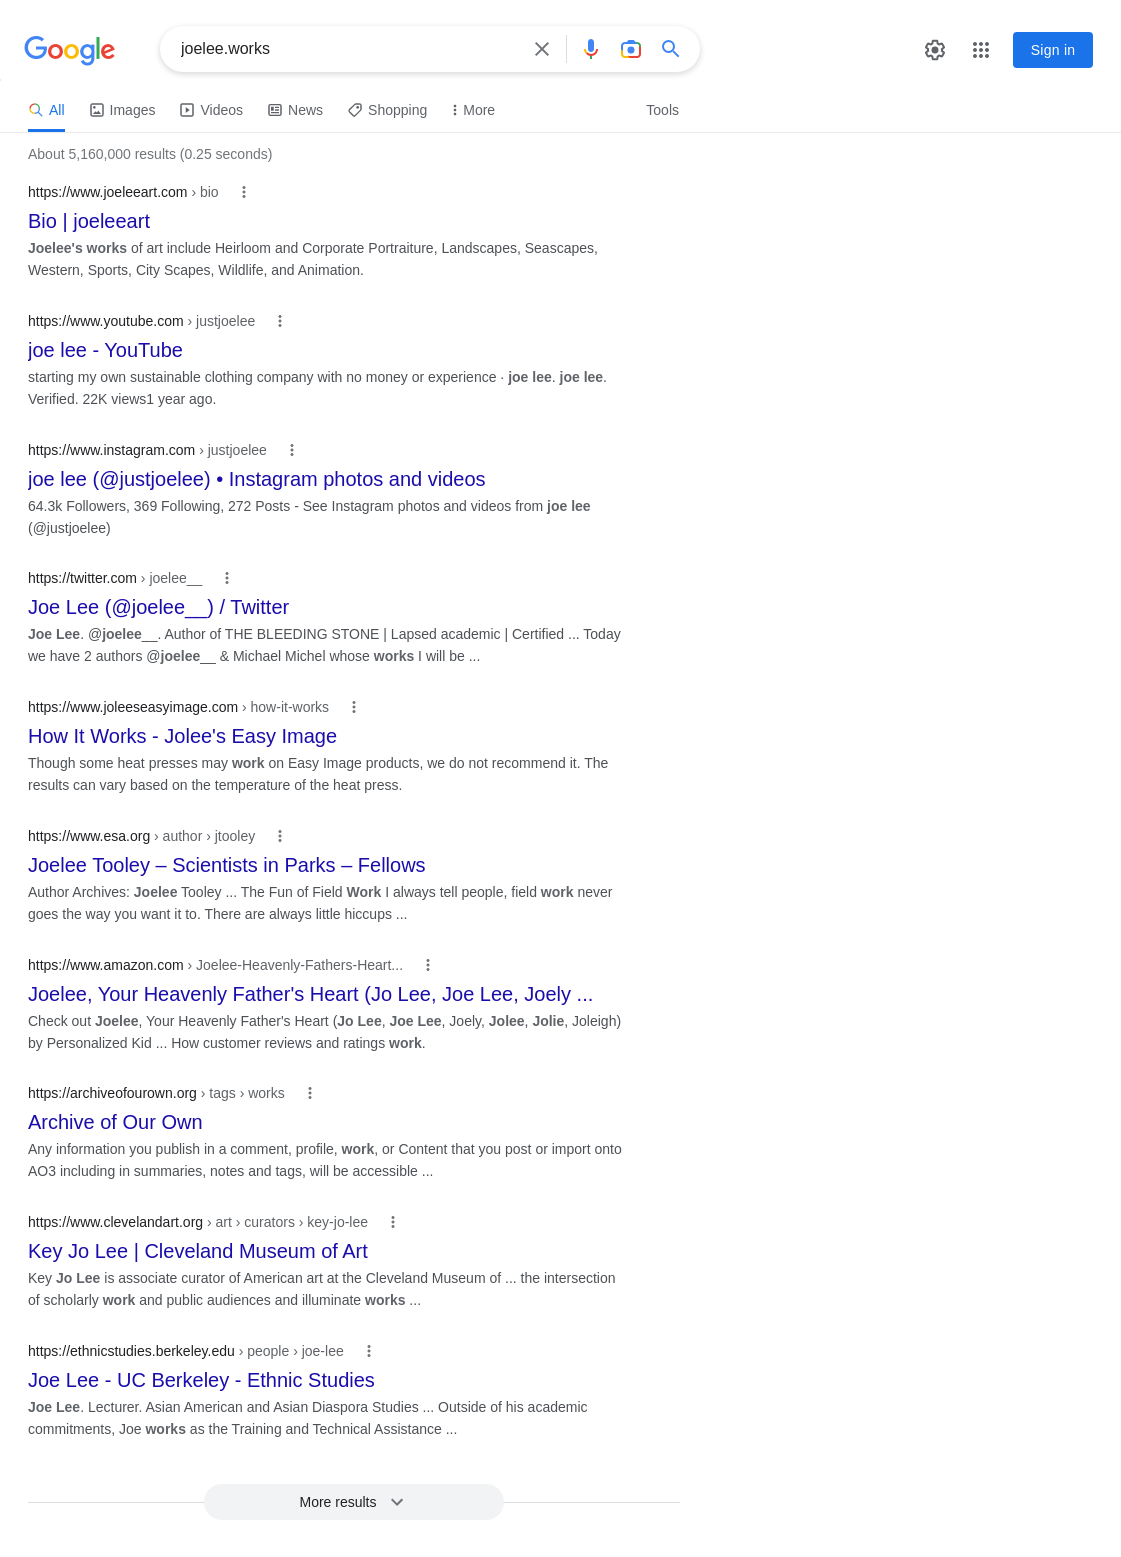 Google
joelee.works
Sign in
All
Images
Videos
News
Shopping
More
Tools
About 5,160,000 results (0.25 seconds)
https://www.joeleeart.com › bio
Bio | joeleeart
Joelee's works of art include Heirloom and Corporate Portraiture, Landscapes, Seascapes,
Western, Sports, City Scapes, Wildlife, and Animation.
https://www.youtube.com › justjoelee
joe lee - YouTube
starting my own sustainable clothing company with no money or experience · joe lee. joe lee.
Verified. 22K views1 year ago.
https://www.instagram.com › justjoelee
joe lee (@justjoelee) • Instagram photos and videos
64.3k Followers, 369 Following, 272 Posts - See Instagram photos and videos from joe lee
(@justjoelee)
https://twitter.com › joelee__
Joe Lee (@joelee__) / Twitter
Joe Lee. @joelee__. Author of THE BLEEDING STONE | Lapsed academic | Certified ... Today
we have 2 authors @joelee__ & Michael Michel whose works I will be ...
https://www.joleeseasyimage.com › how-it-works
How It Works - Jolee's Easy Image
Though some heat presses may work on Easy Image products, we do not recommend it. The
results can vary based on the temperature of the heat press.
https://www.esa.org › author › jtooley
Joelee Tooley – Scientists in Parks – Fellows
Author Archives: Joelee Tooley ... The Fun of Field Work I always tell people, field work never
goes the way you want it to. There are always little hiccups ...
https://www.amazon.com › Joelee-Heavenly-Fathers-Heart...
Joelee, Your Heavenly Father's Heart (Jo Lee, Joe Lee, Joely ...
Check out Joelee, Your Heavenly Father's Heart (Jo Lee, Joe Lee, Joely, Jolee, Jolie, Joleigh)
by Personalized Kid ... How customer reviews and ratings work.
https://archiveofourown.org › tags › works
Archive of Our Own
Any information you publish in a comment, profile, work, or Content that you post or import onto
AO3 including in summaries, notes and tags, will be accessible ...
https://www.clevelandart.org › art › curators › key-jo-lee
Key Jo Lee | Cleveland Museum of Art
Key Jo Lee is associate curator of American art at the Cleveland Museum of ... the intersection
of scholarly work and public audiences and illuminate works ...
https://ethnicstudies.berkeley.edu › people › joe-lee
Joe Lee - UC Berkeley - Ethnic Studies
Joe Lee. Lecturer. Asian American and Asian Diaspora Studies ... Outside of his academic
commitments, Joe works as the Training and Technical Assistance ...
More results